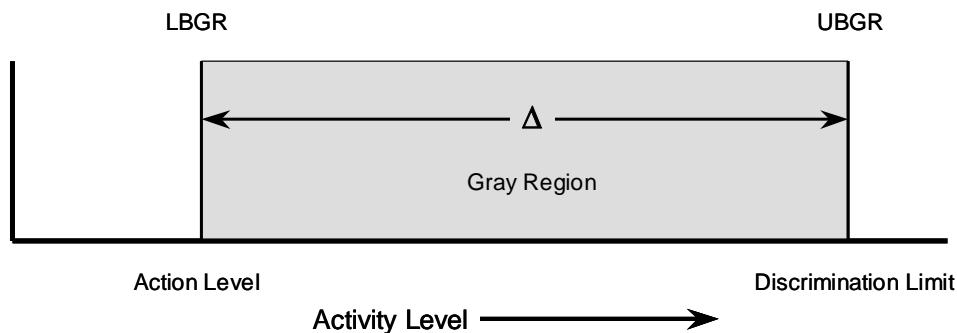 LBGR UBGR
Δ
Gray Region
Action Level Discrimination Limit
Activity Level